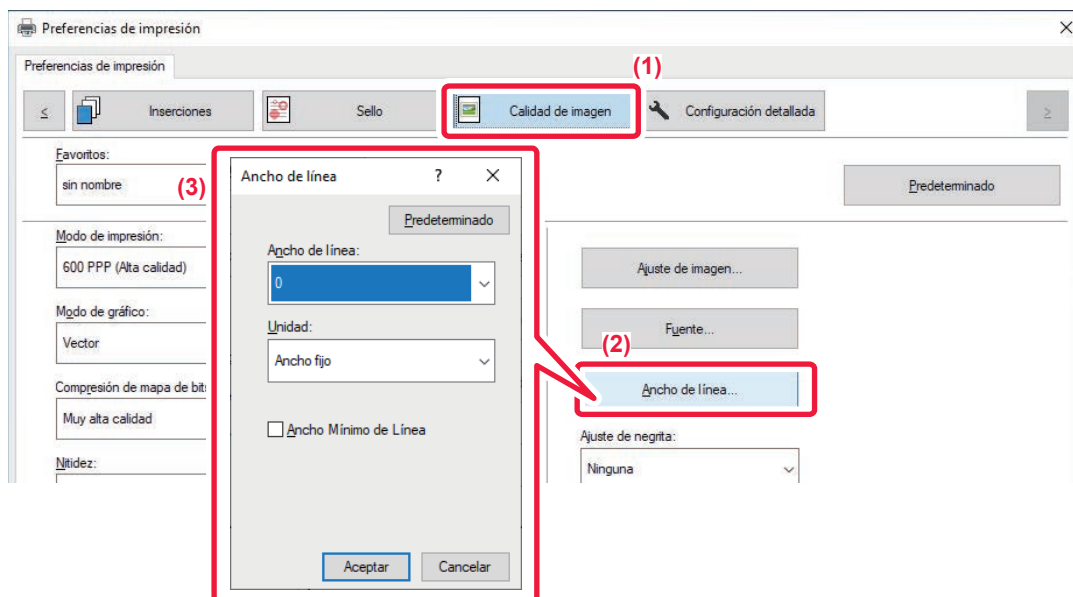 Preferencias de impresión
Preferencias de impresión
(1)
≤ Inserciones Sello Calidad de imagen Configuración detallada ≥
Favoritos:
sin nombre
Predeterminado
(3)
Ancho de línea ? ×
Predeterminado
Ancho de línea:
0
Unidad:
Ancho fijo
Ancho Mínimo de Línea
Aceptar Cancelar
Modo de impresión:
600 PPP (Alta calidad)
Modo de gráfico:
Vector
Compresión de mapa de bits
Muy alta calidad
Nitidez:
Ajuste de imagen...
Fuente...
(2)
Ancho de línea...
Ajuste de negrita:
Ninguna